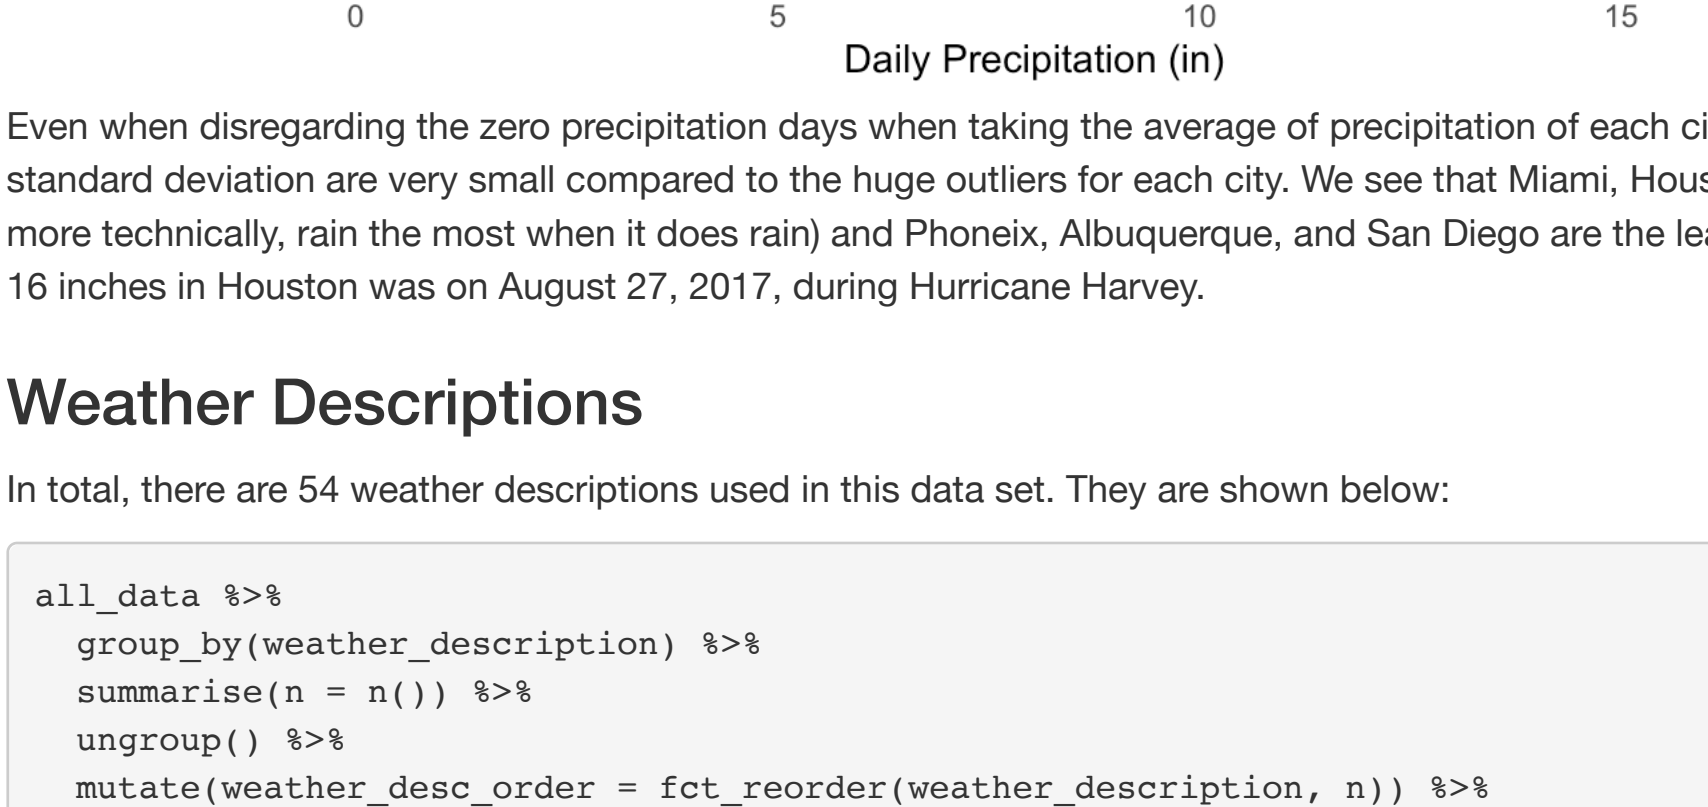 0 5 10 15
Daily Precipitation (in)
Even when disregarding the zero precipitation days when taking the average of precipitation of each
standard deviation are very small compared to the huge outliers for each city. We see that Miami,
more technically, rain the most when it does rain) and Phoneix, Albuquerque, and San Diego are the
16 inches in Houston was on August 27, 2017, during Hurricane Harvey.
Weather Descriptions
In total, there are 54 weather descriptions used in this data set. They are shown below:
all_data %>%
group_by(weather_description) %>%
summarise(n = n()) %>%
ungroup() %>%
mutate(weather_desc_order = fct_reorder(weather_description, n)) %>%